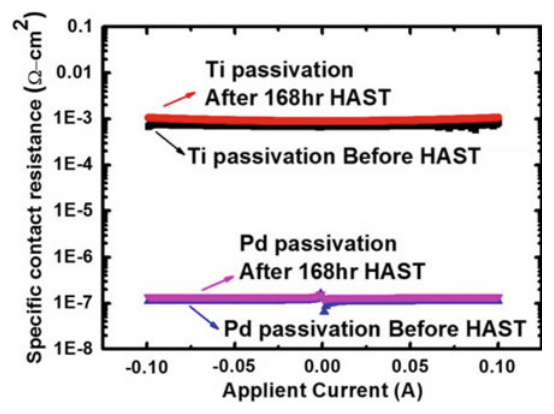 Specific contact resistance (Ω-cm²)
0.1
0.01
1E-3
1E-4
1E-5
1E-6
1E-7
1E-8
Ti passivation
After 168hr HAST
Ti passivation Before HAST
Pd passivation
After 168hr HAST
Pd passivation Before HAST
-0.10 -0.05 0.00 0.05 0.10
Applient Current (A)